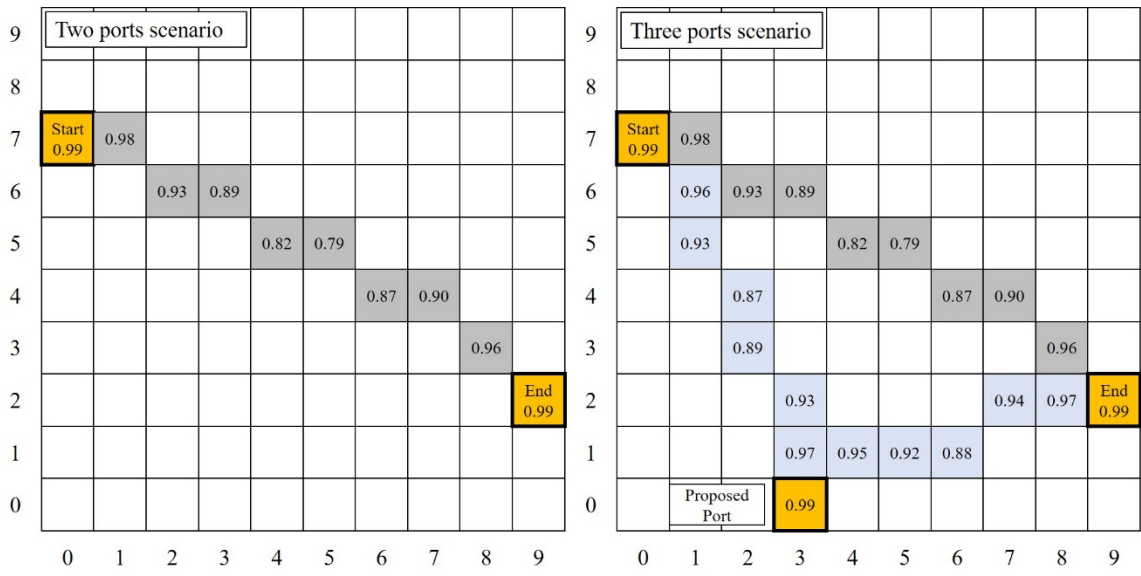 Two ports scenario
9
8
7 Start 0.99 0.98
6 0.93 0.89
5 0.82 0.79
4 0.87 0.90
3 0.96
2 End 0.99
1
0
0 1 2 3 4 5 6 7 8 9
Three ports scenario
9
8
7 Start 0.99 0.98
6 0.96 0.93 0.89
5 0.93 0.82 0.79
4 0.87 0.87 0.90
3 0.89 0.96
2 0.93 0.94 0.97 End 0.99
1 0.97 0.95 0.92 0.88
0 Proposed Port 0.99
0 1 2 3 4 5 6 7 8 9